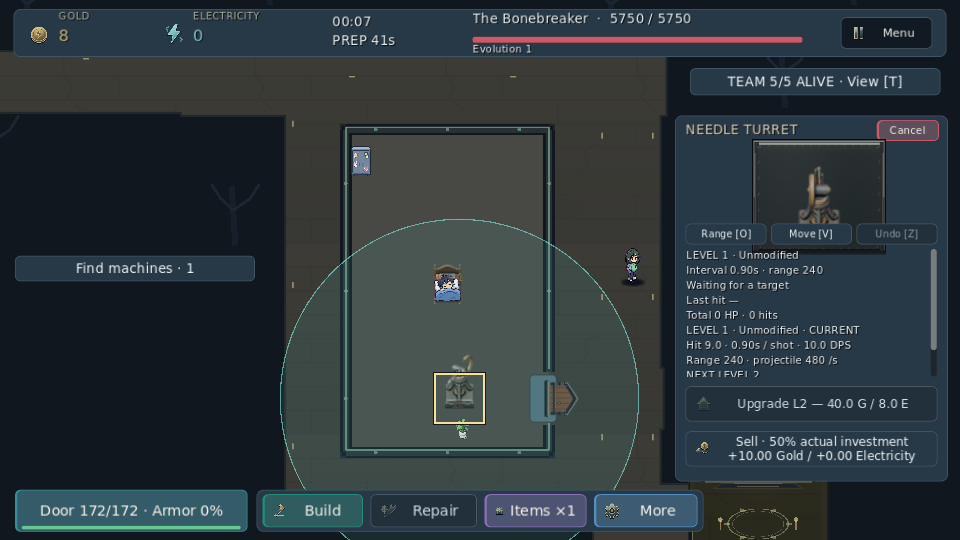 GOLD
8
ELECTRICITY
0
00:07
PREP 41s
The Bonebreaker · 5750 / 5750
Evolution 1
Menu
TEAM 5/5 ALIVE · View [T]
NEEDLE TURRET
Cancel
Range [O]
Move [V]
Undo [Z]
LEVEL 1 · Unmodified
Interval 0.90s · range 240
Waiting for a target
Last hit —
Total 0 HP · 0 hits
LEVEL 1 · Unmodified · CURRENT
Hit 9.0 · 0.90s / shot · 10.0 DPS
Range 240 · projectile 480 /s
NEXT LEVEL 2
Upgrade L2 — 40.0 G / 8.0 E
Sell · 50% actual investment
+10.00 Gold / +0.00 Electricity
Find machines · 1
Door 172/172 · Armor 0%
Build
Repair
Items ×1
More